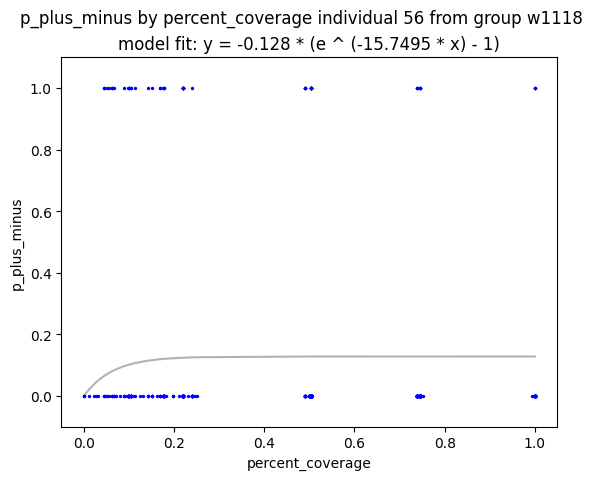 p_plus_minus by percent_coverage individual 56 from group w1118
model fit: y = -0.128 * (e ^ (-15.7495 * x) - 1)
1.0
0.8
0.6
0.4
0.2
0.0
p_plus_minus
0.0 0.2 0.4 0.6 0.8 1.0
percent_coverage